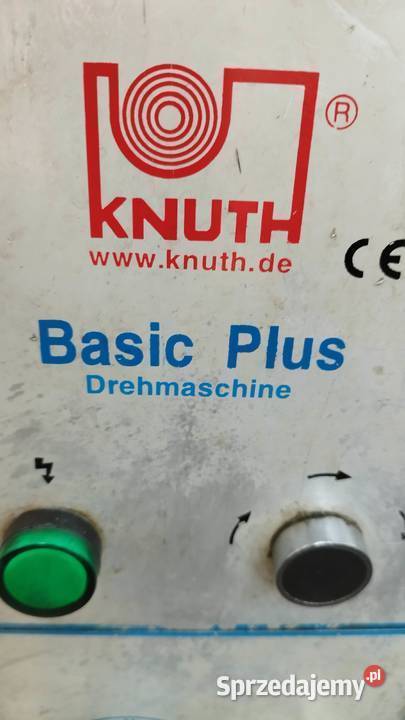 ®
KNUTH
www.knuth.de
CE
Basic Plus
Drehmaschine
Sprzedajemy.pl